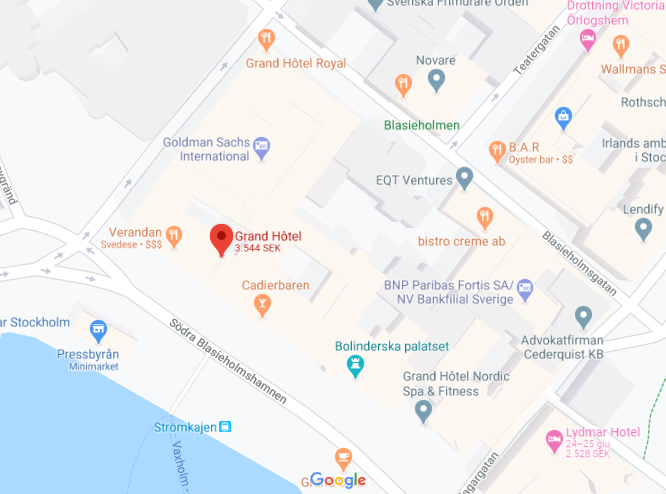 Svenska Frimurare Orden
Drottning Victoria
Örlogshem
Grand Hôtel Royal
Novare
Teatergatan
Wallmans S
Rothsch
Blasieholmen
Goldman Sachs
International
B.A.R
Oyster bar • $$
Irlands amb
i Stoc
EQT Ventures
Lendify
Verandan
Svedese • $$$
Grand Hôtel
3.544 SEK
bistro creme ab
Blasieholmsgatan
Cadierbaren
BNP Paribas Fortis SA/
NV Bankfilial Sverige
ar Stockholm
Södra Blasieholmshamnen
Advokatfirman
Cederquist KB
Pressbyrån
Minimarket
Bolinderska palatset
Grand Hôtel Nordic
Spa & Fitness
Strömkajen
Vaxholm
Lydmar Hotel
24–25 giu
2.528 SEK
Google